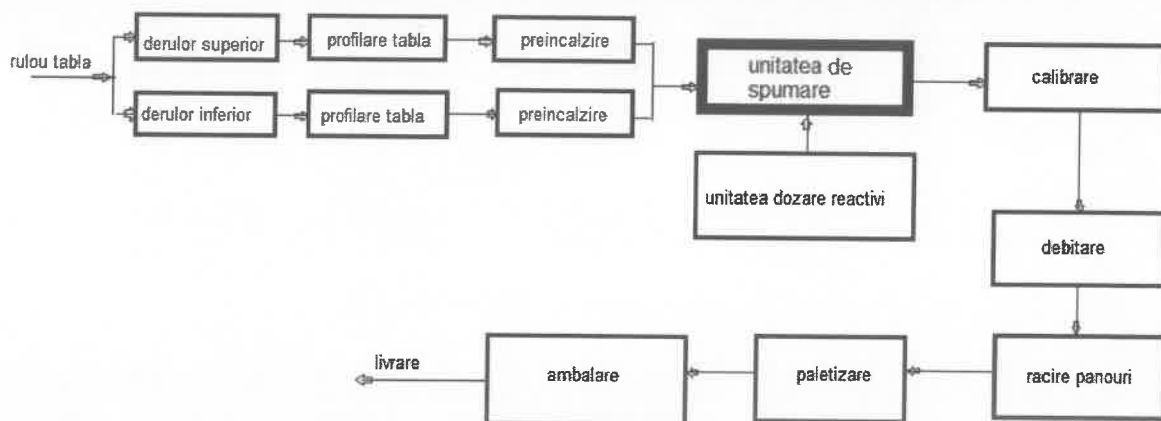 rulou tabla
derulor superior
profilare tabla
preincalzire
derulor inferior
profilare tabla
preincalzire
unitatea de
spumare
calibrare
unitatea dozare reactivi
debitare
racire panouri
paletizare
ambalare
livrare